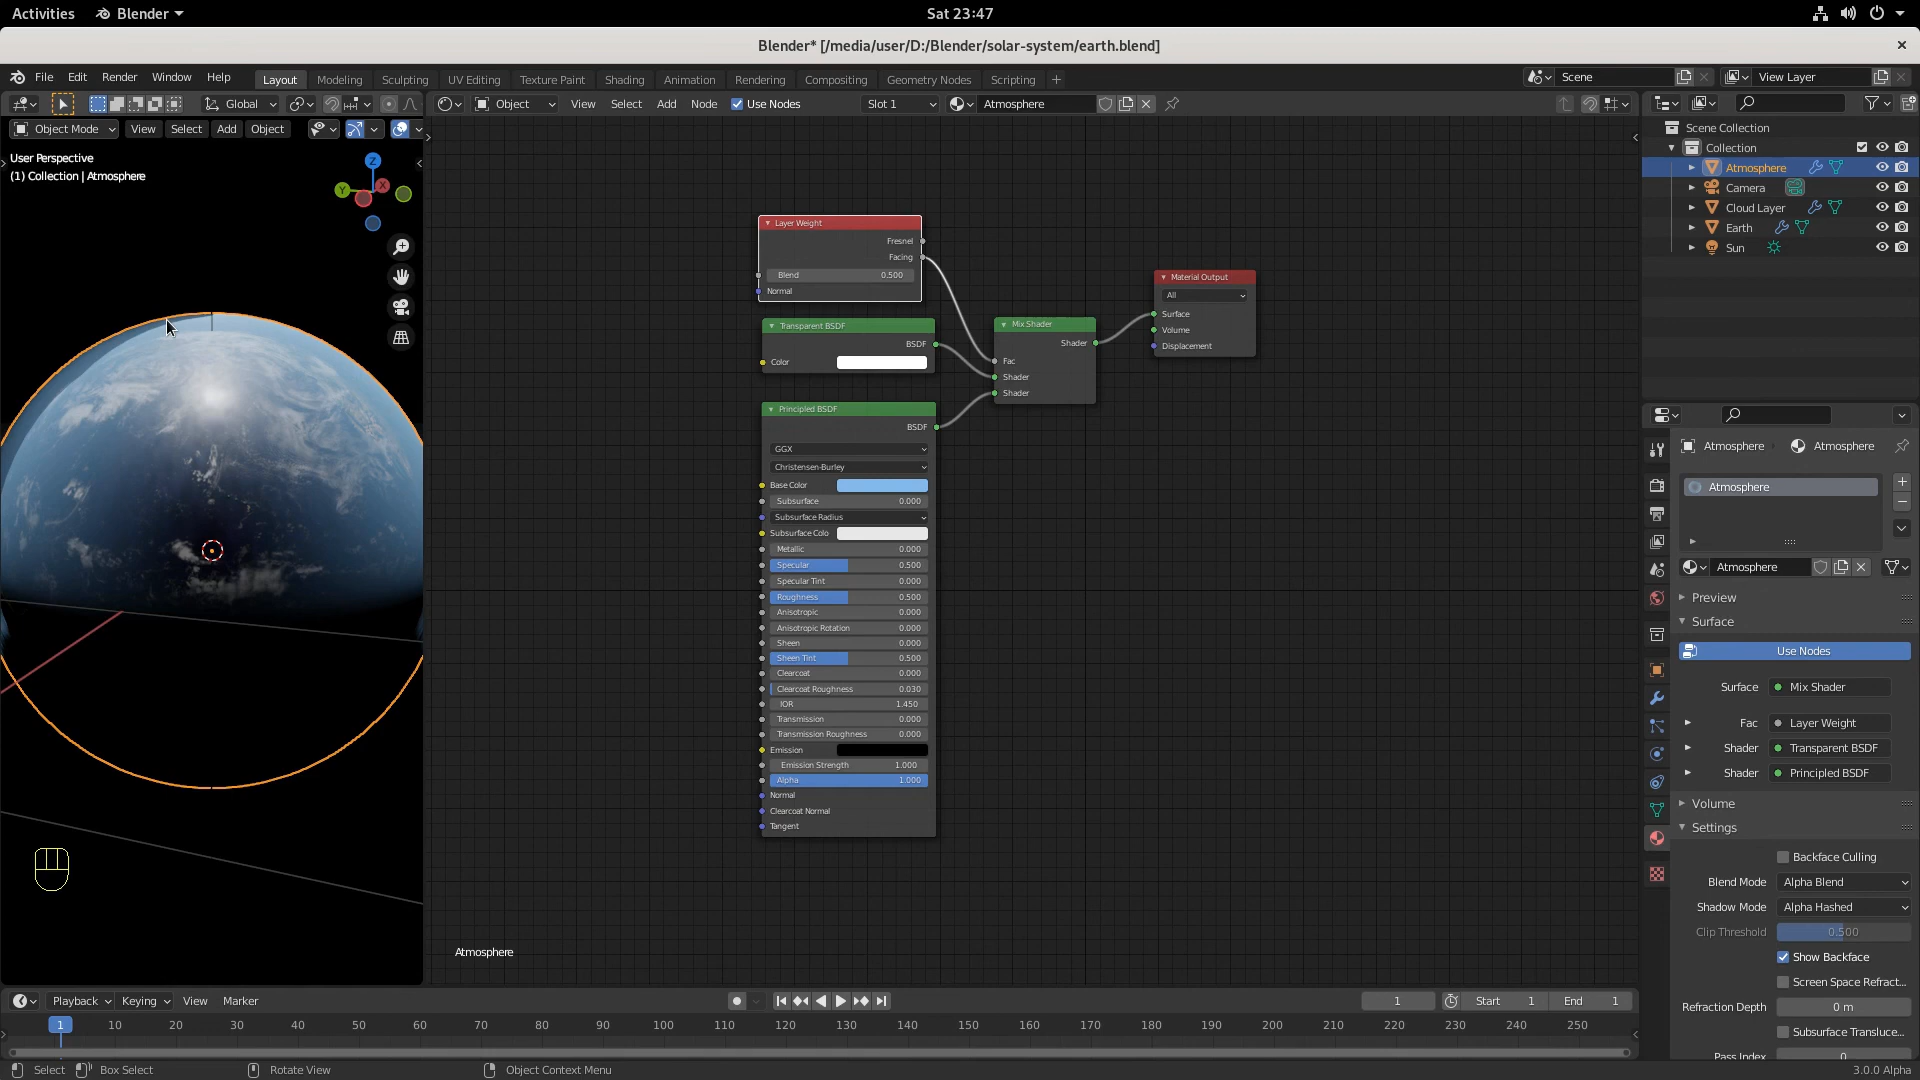 Activities Blender Sat 23:47
Blender* [/media/user/D:/Blender/solar-system/earth.blend]
File Edit Render Window Help Layout Modeling Sculpting UV Editing Texture Paint Shading Animation Rendering Compositing Geometry Nodes Scripting + Scene View Layer
Global Object View Select Add Node Use Nodes Slot 1 Atmosphere
Object Mode View Select Add Object
User Perspective
(1) Collection | Atmosphere
Z
Y X
Layer Weight
Fresnel
Facing
Blend 0.500
Normal
Transparent BSDF
BSDF
Color
Mix Shader
Shader
Fac
Shader
Shader
Material Output
All
Surface
Volume
Displacement
Principled BSDF
BSDF
GGX
Christensen-Burley
Base Color
Subsurface 0.000
Subsurface Radius
Subsurface Colo
Metallic 0.000
Specular 0.500
Specular Tint 0.000
Roughness 0.500
Anisotropic 0.000
Anisotropic Rotation 0.000
Sheen 0.000
Sheen Tint 0.500
Clearcoat 0.000
Clearcoat Roughness 0.030
IOR 1.450
Transmission 0.000
Transmission Roughness 0.000
Emission
Emission Strength 1.000
Alpha 1.000
Normal
Clearcoat Normal
Tangent
Atmosphere
Scene Collection
Collection
Atmosphere
Camera
Cloud Layer
Earth
Sun
Atmosphere Atmosphere
Atmosphere
Atmosphere
Preview
Surface
Use Nodes
Surface Mix Shader
Fac Layer Weight
Shader Transparent BSDF
Shader Principled BSDF
Volume
Settings
Backface Culling
Blend Mode Alpha Blend
Shadow Mode Alpha Hashed
Clip Threshold 0.500
Show Backface
Screen Space Refract...
Refraction Depth 0 m
Subsurface Transluce...
Pass Index 0
Playback Keying View Marker 1 Start 1 End 1
1 10 20 30 40 50 60 70 80 90 100 110 120 130 140 150 160 170 180 190 200 210 220 230 240 250
Select Box Select Rotate View Object Context Menu 3.0.0 Alpha